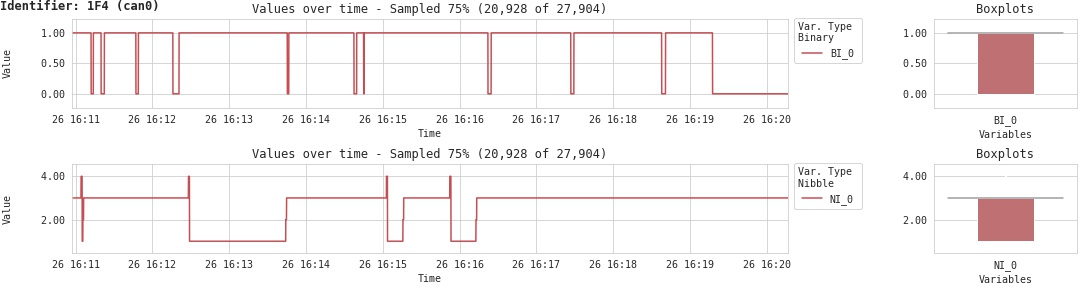 Identifier: 1F4 (can0)
Values over time - Sampled 75% (20,928 of 27,904)
Boxplots
Value
1.00
0.50
0.00
26 16:11 26 16:12 26 16:13 26 16:14 26 16:15 26 16:16 26 16:17 26 16:18 26 16:19 26 16:20
Time
Var. Type
Binary
BI_0
1.00
0.50
0.00
BI_0
Variables
Values over time - Sampled 75% (20,928 of 27,904)
Boxplots
Value
4.00
2.00
26 16:11 26 16:12 26 16:13 26 16:14 26 16:15 26 16:16 26 16:17 26 16:18 26 16:19 26 16:20
Time
Var. Type
Nibble
NI_0
4.00
2.00
NI_0
Variables